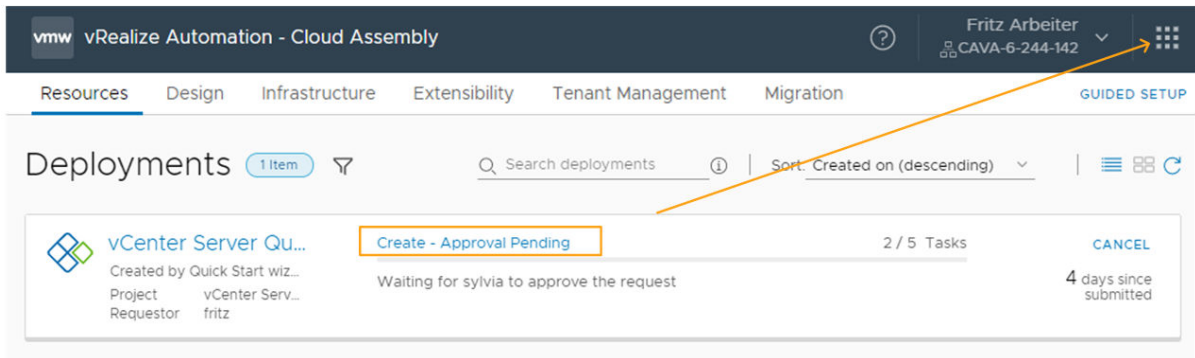 vmw vRealize Automation - Cloud Assembly
Fritz Arbeiter
CAVA-6-244-142
Resources Design Infrastructure Extensibility Tenant Management Migration GUIDED SETUP
Deployments 1 Item Search deployments Sort: Created on (descending)
vCenter Server Qu... Create - Approval Pending 2 / 5 Tasks CANCEL
Created by Quick Start wiz... Waiting for sylvia to approve the request 4 days since submitted
Project vCenter Serv...
Requestor fritz